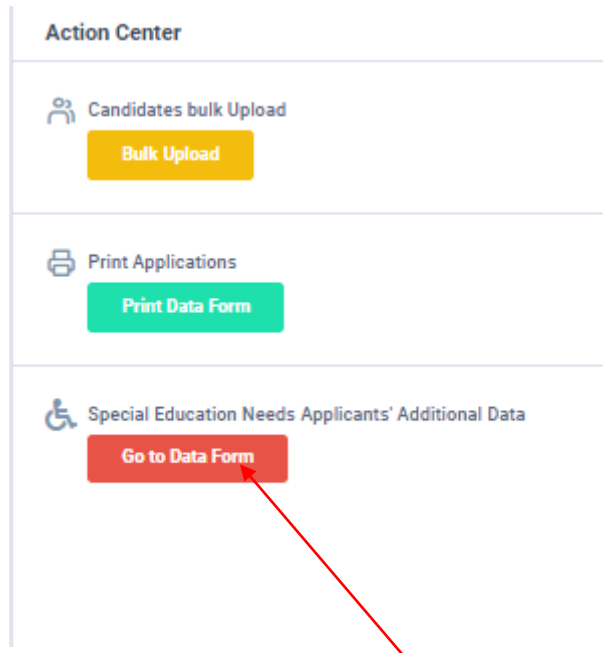 Action Center
Candidates bulk Upload
Bulk Upload
Print Applications
Print Data Form
Special Education Needs Applicants' Additional Data
Go to Data Form